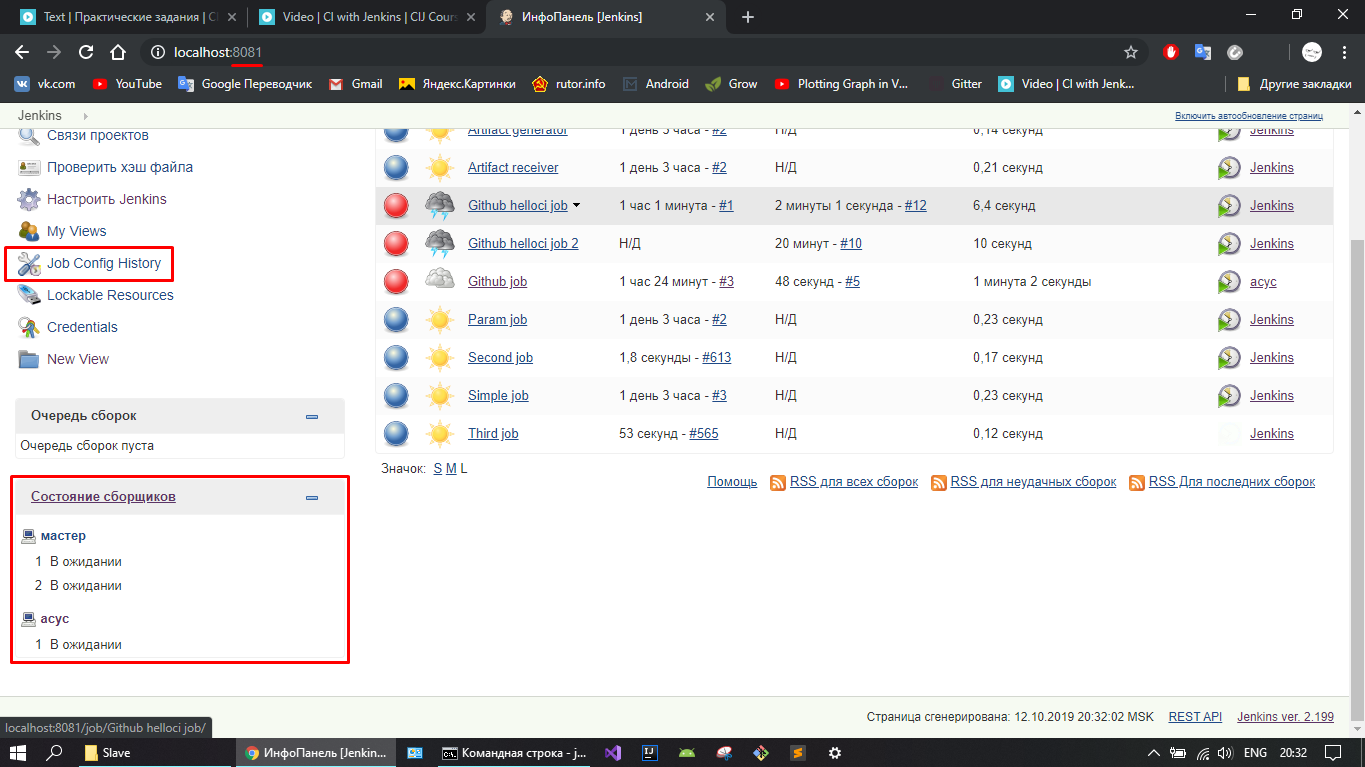 Text | Практические задания | CI
Video | CI with Jenkins | CIJ Cours
ИнфоПанель [Jenkins]
localhost:8081
vk.com
YouTube
Google Переводчик
Gmail
Яндекс.Картинки
rutor.info
Android
Grow
Plotting Graph in V...
Gitter
Video | CI with Jenk...
Другие закладки
Jenkins
Включить автообновление страниц
Связи проектов
Проверить хэш файла
Настроить Jenkins
My Views
Job Config History
Lockable Resources
Credentials
New View
Очередь сборок
Очередь сборок пуста
Состояние сборщиков
мастер
1 В ожидании
2 В ожидании
асус
1 В ожидании
Artifact generator 1 день 3 часа - #2 Н/Д 0,14 секунд Jenkins
Artifact receiver 1 день 3 часа - #2 Н/Д 0,21 секунд Jenkins
Github helloci job 1 час 1 минута - #1 2 минуты 1 секунда - #12 6,4 секунд Jenkins
Github helloci job 2 Н/Д 20 минут - #10 10 секунд Jenkins
Github job 1 час 24 минут - #3 48 секунд - #5 1 минута 2 секунды асус
Param job 1 день 3 часа - #2 Н/Д 0,23 секунд Jenkins
Second job 1,8 секунды - #613 Н/Д 0,17 секунд Jenkins
Simple job 1 день 3 часа - #3 Н/Д 0,23 секунд Jenkins
Third job 53 секунд - #565 Н/Д 0,12 секунд Jenkins
Значок: S M L
Помощь RSS для всех сборок RSS для неудачных сборок RSS Для последних сборок
Страница сгенерирована: 12.10.2019 20:32:02 MSK REST API Jenkins ver. 2.199
localhost:8081/job/Github helloci job/
Slave
ИнфоПанель [Jenkin...
Командная строка - j...
ENG
20:32